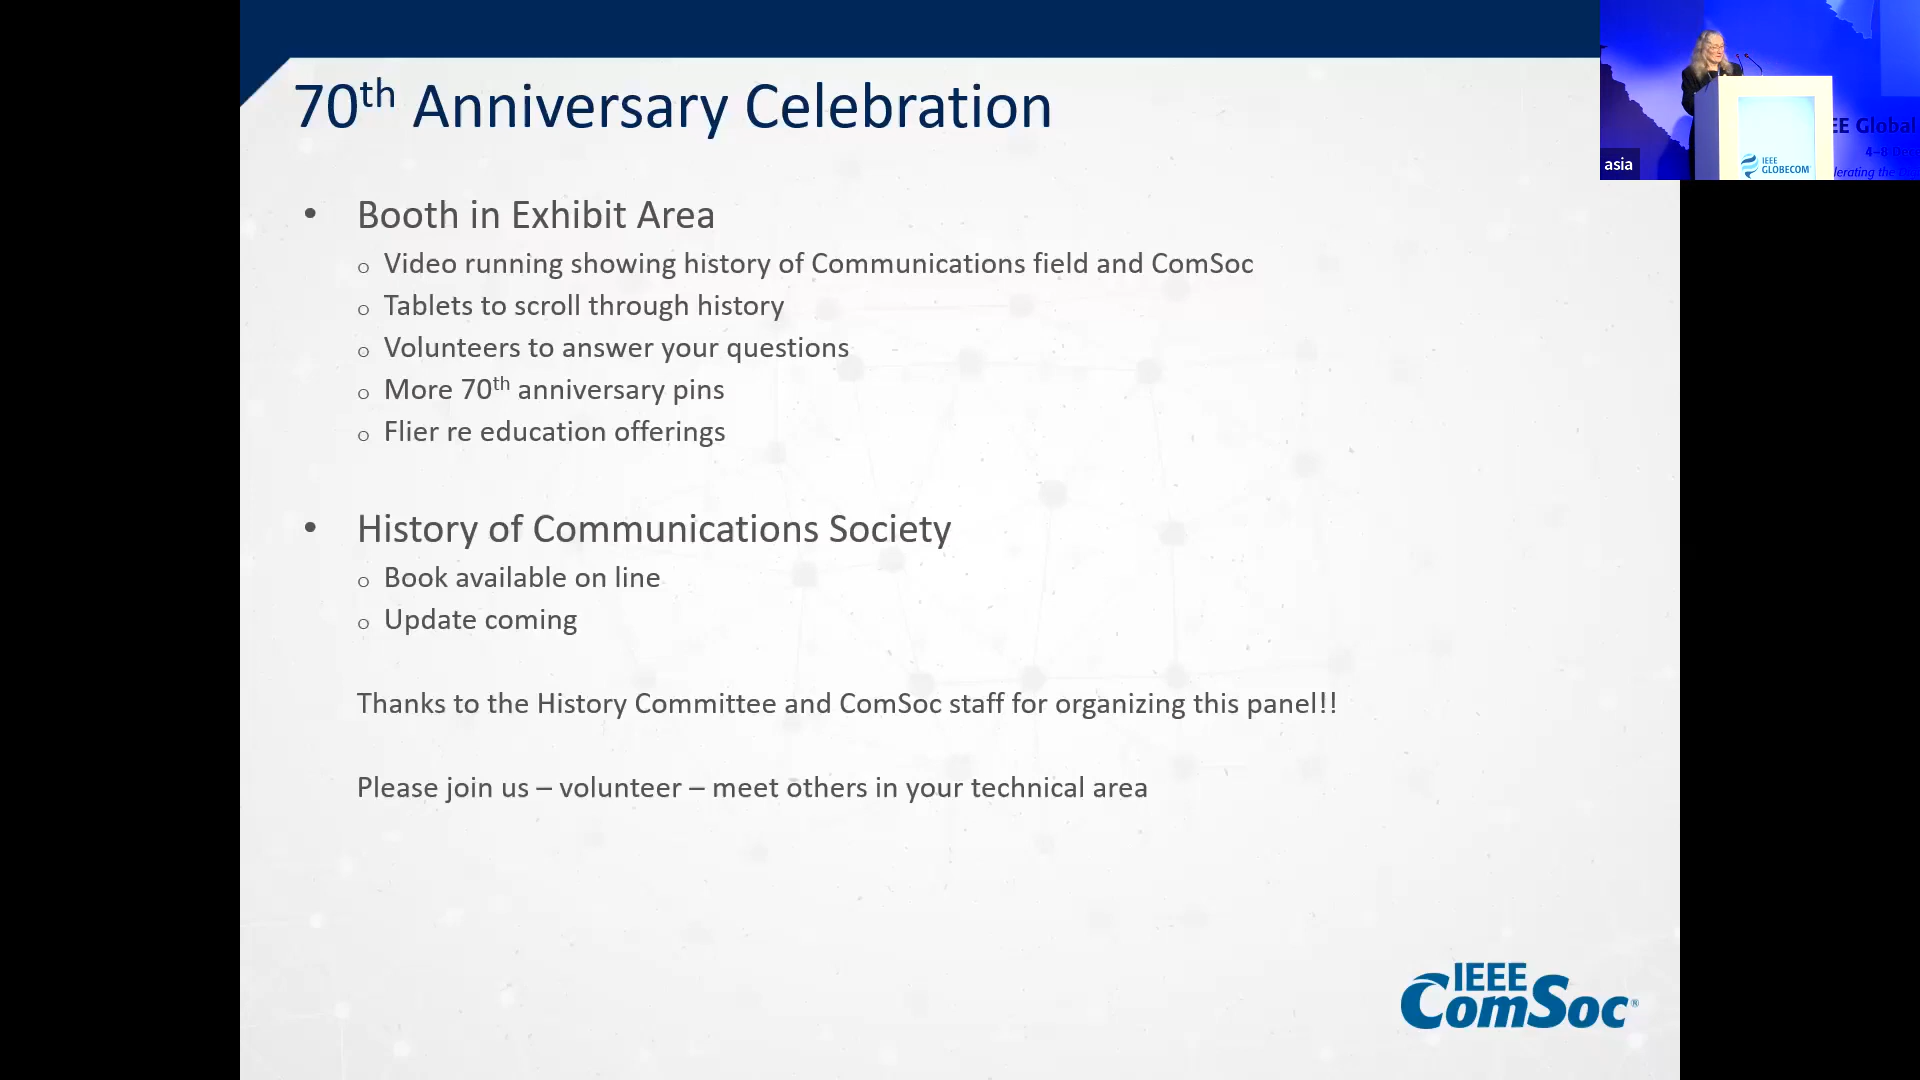 70th Anniversary Celebration
• Booth in Exhibit Area
o Video running showing history of Communications field and ComSoc
o Tablets to scroll through history
o Volunteers to answer your questions
o More 70th anniversary pins
o Flier re education offerings
• History of Communications Society
o Book available on line
o Update coming
Thanks to the History Committee and ComSoc staff for organizing this panel!!
Please join us – volunteer – meet others in your technical area
IEEE
ComSoc®
asia
IEEE
GLOBECOM
EE Global
4–8 Dece
lerating the